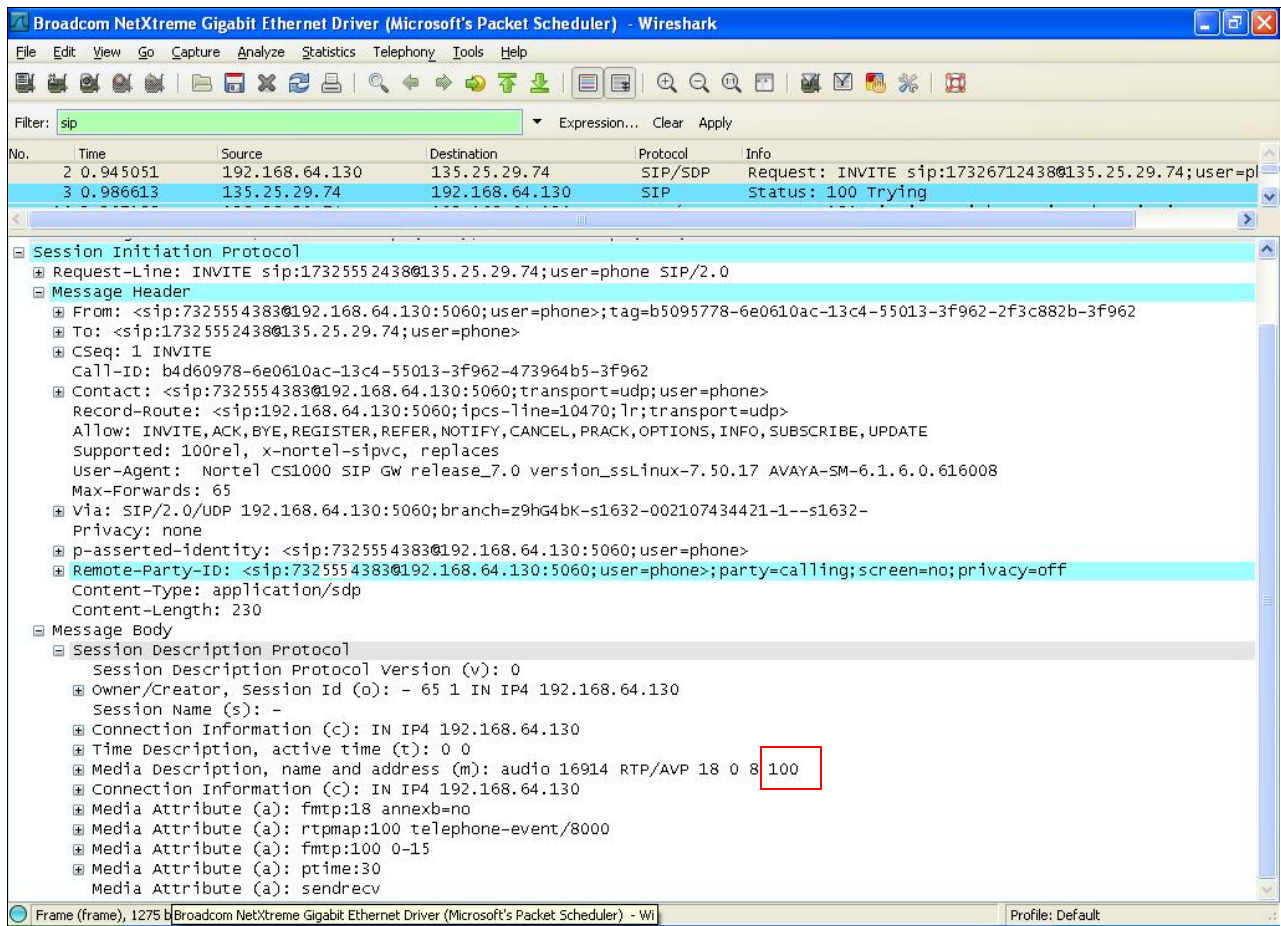 Broadcom NetXtreme Gigabit Ethernet Driver (Microsoft's Packet Scheduler) - Wireshark
File Edit View Go Capture Analyze Statistics Telephony Tools Help
Filter: sip Expression... Clear Apply
No. Time Source Destination Protocol Info
2 0.945051 192.168.64.130 135.25.29.74 SIP/SDP Request: INVITE sip:17326712438@135.25.29.74;user=pl
3 0.986613 135.25.29.74 192.168.64.130 SIP Status: 100 Trying
Session Initiation Protocol
Request-Line: INVITE sip:17325552438@135.25.29.74;user=phone SIP/2.0
Message Header
From: <sip:7325554383@192.168.64.130:5060;user=phone>;tag=b5095778-6e0610ac-13c4-55013-3f962-2f3c882b-3f962
To: <sip:17325552438@135.25.29.74;user=phone>
CSeq: 1 INVITE
Call-ID: b4d60978-6e0610ac-13c4-55013-3f962-473964b5-3f962
Contact: <sip:7325554383@192.168.64.130:5060;transport=udp;user=phone>
Record-Route: <sip:192.168.64.130:5060;ipcs-line=10470;lr;transport=udp>
Allow: INVITE,ACK,BYE,REGISTER,REFER,NOTIFY,CANCEL,PRACK,OPTIONS,INFO,SUBSCRIBE,UPDATE
Supported: 100rel, x-nortel-sipvc, replaces
User-Agent: Nortel CS1000 SIP GW release_7.0 version_ssLinux-7.50.17 AVAYA-SM-6.1.6.0.616008
Max-Forwards: 65
Via: SIP/2.0/UDP 192.168.64.130:5060;branch=z9hG4bK-s1632-002107434421-1--s1632-
Privacy: none
p-asserted-identity: <sip:7325554383@192.168.64.130:5060;user=phone>
Remote-Party-ID: <sip:7325554383@192.168.64.130:5060;user=phone>;party=calling;screen=no;privacy=off
Content-Type: application/sdp
Content-Length: 230
Message Body
Session Description Protocol
Session Description Protocol Version (v): 0
Owner/Creator, Session Id (o): - 65 1 IN IP4 192.168.64.130
Session Name (s): -
Connection Information (c): IN IP4 192.168.64.130
Time Description, active time (t): 0 0
Media Description, name and address (m): audio 16914 RTP/AVP 18 0 8 100
Connection Information (c): IN IP4 192.168.64.130
Media Attribute (a): fmtp:18 annexb=no
Media Attribute (a): rtpmap:100 telephone-event/8000
Media Attribute (a): fmtp:100 0-15
Media Attribute (a): ptime:30
Media Attribute (a): sendrecv
Frame (frame), 1275 b Broadcom NetXtreme Gigabit Ethernet Driver (Microsoft's Packet Scheduler) - Wi Profile: Default